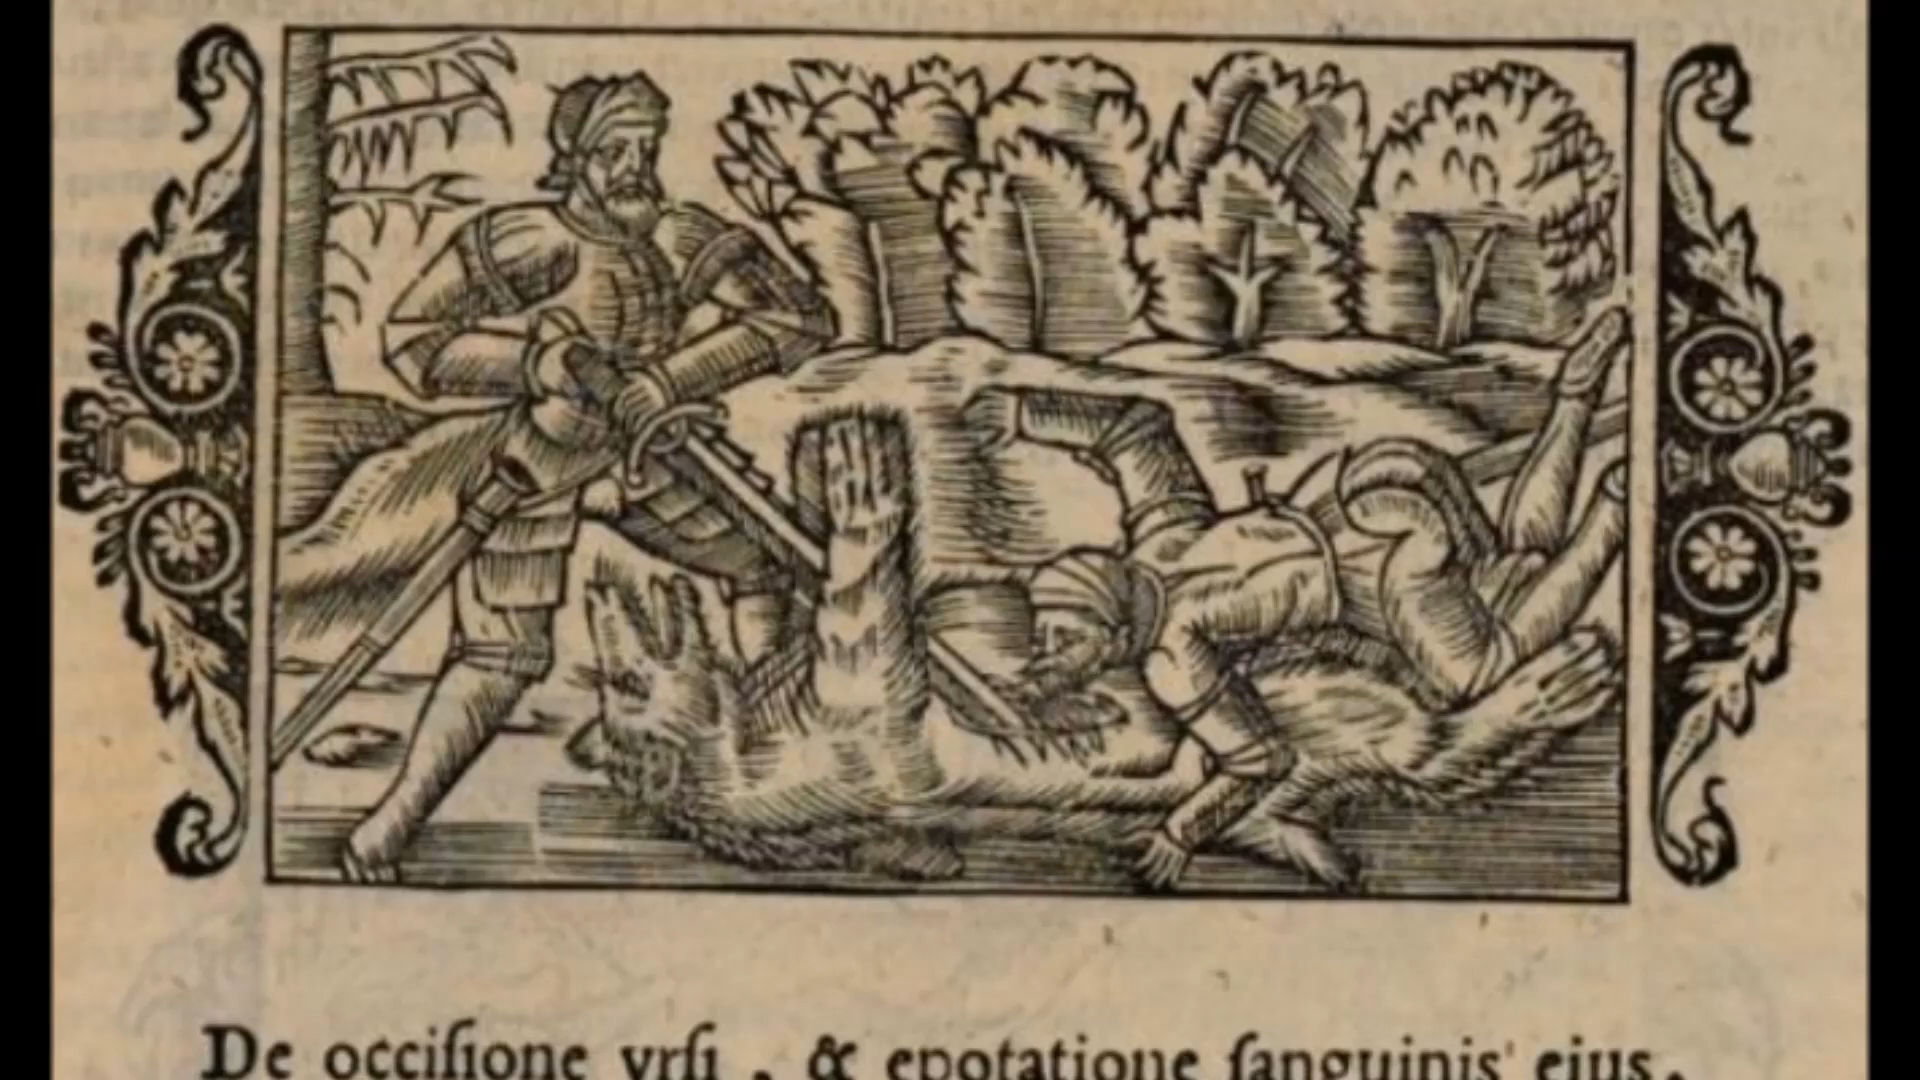 De occiſione vrſi, & epotatione ſanguinis eius.